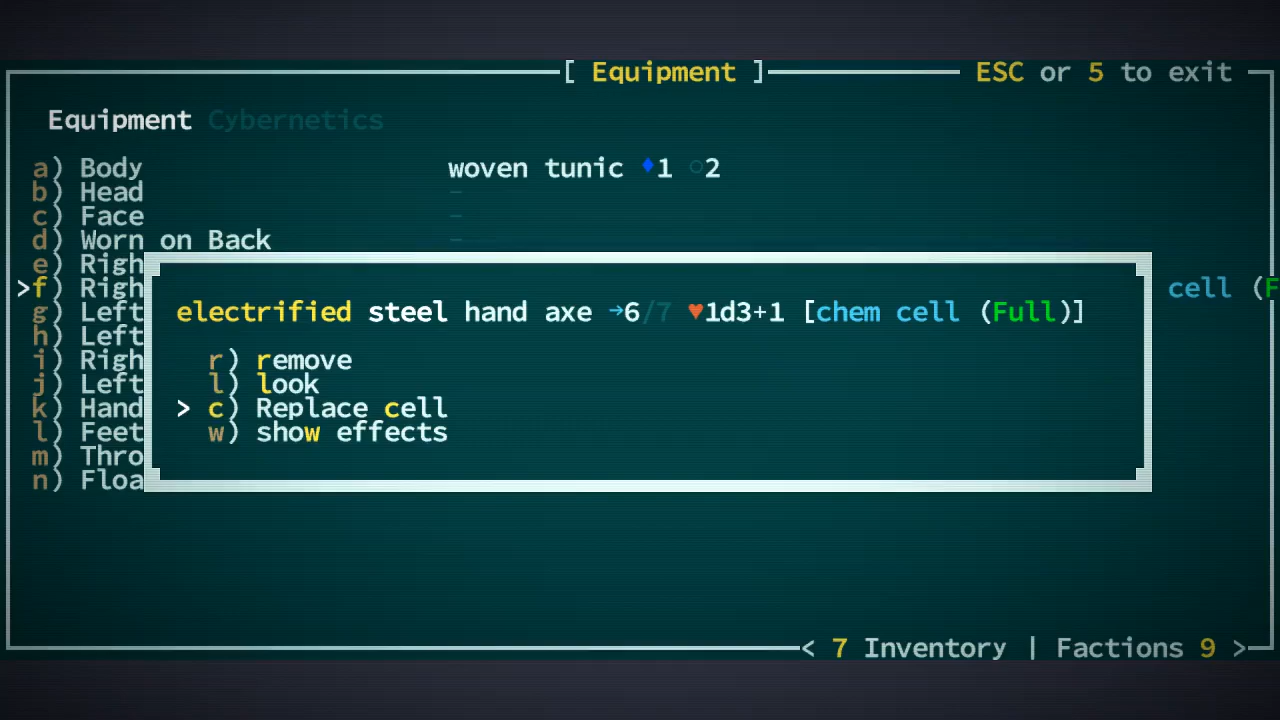 [ Equipment ] ESC or 5 to exit
Equipment Cybernetics
a) Body woven tunic ♦1 ○2
b) Head –
c) Face –
d) Worn on Back –
e) Righ
>f) Righ cell (F
g) Left
h) Left
i) Righ
j) Left
k) Hand
l) Feet
m) Thro
n) Floa
electrified steel hand axe →6/7 ♥1d3+1 [chem cell (Full)]
r) remove
l) look
> c) Replace cell
w) show effects
< 7 Inventory | Factions 9 >